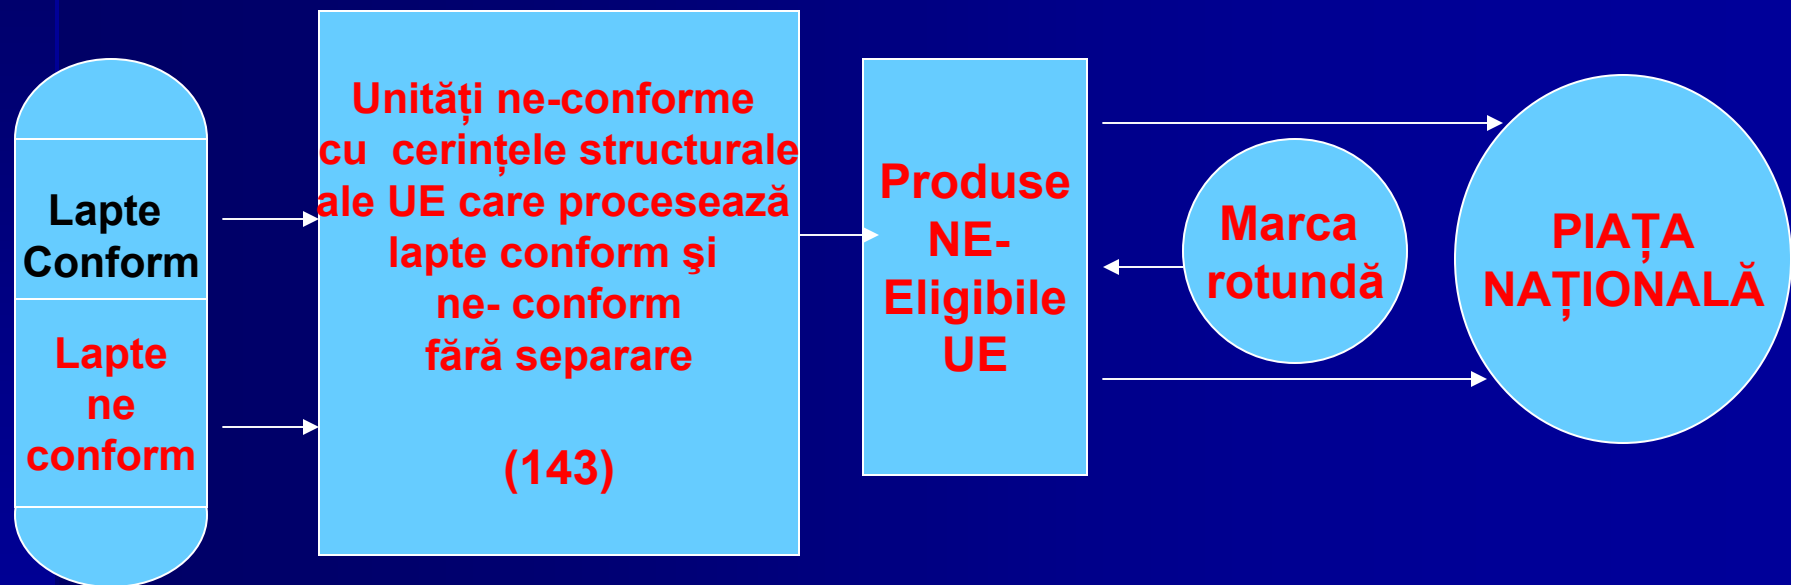 Lapte
Conform
Lapte
ne
conform
Unități ne-conforme
cu cerințele structurale
ale UE care procesează
lapte conform şi
ne- conform
fără separare
(143)
Produse
NE-
Eligibile
UE
Marca
rotundă
PIAȚA
NAȚIONALĂ